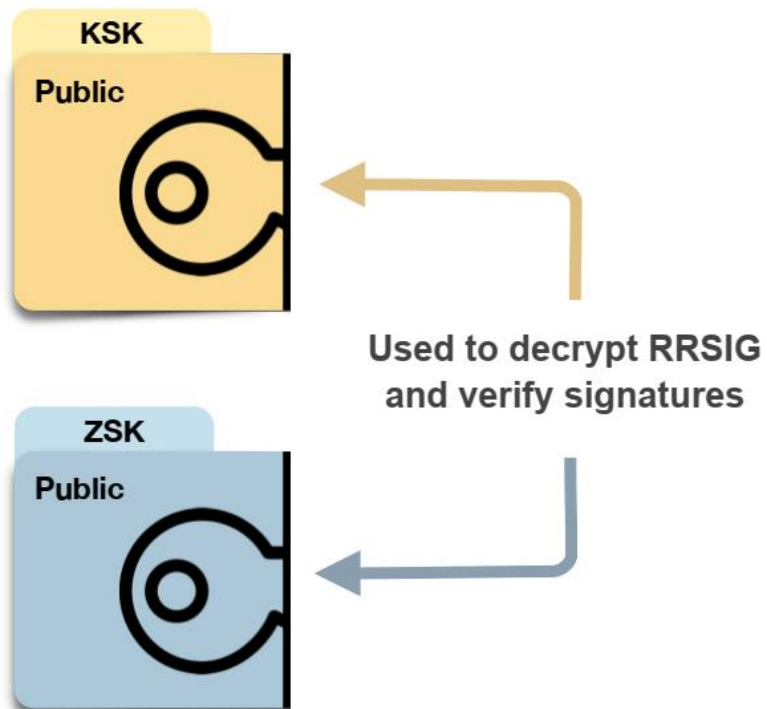 KSK
Public
Used to decrypt RRSIG
and verify signatures
ZSK
Public